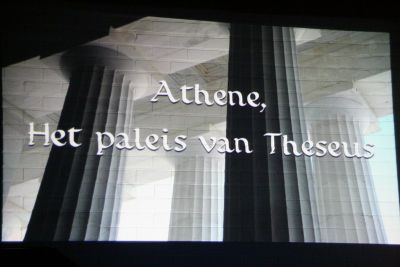 Athene,
Het paleis van Theseus